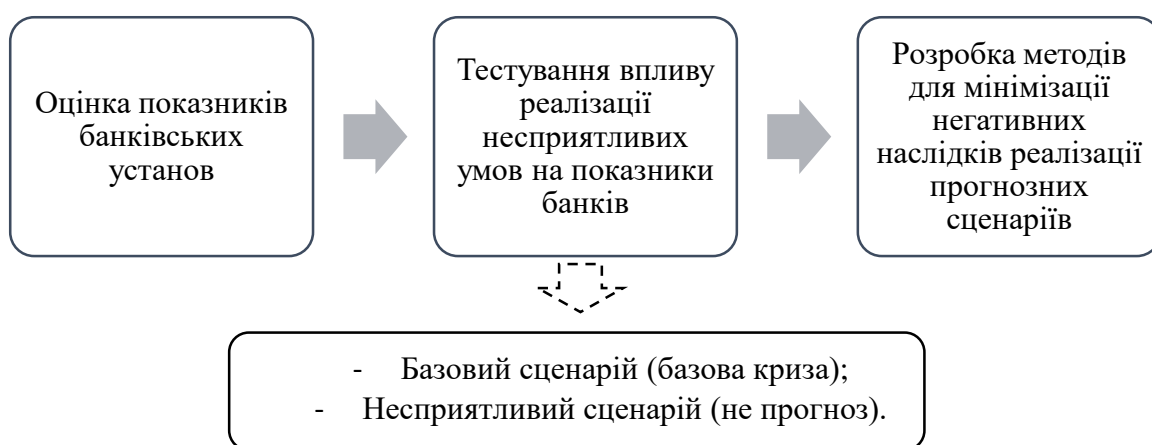 Оцінка показників
банківських
установ
Тестування впливу
реалізації
несприятливих
умов на показники
банків
Розробка методів
для мінімізації
негативних
наслідків реалізації
прогнозних
сценаріїв
- Базовий сценарій (базова криза);
- Несприятливий сценарій (не прогноз).